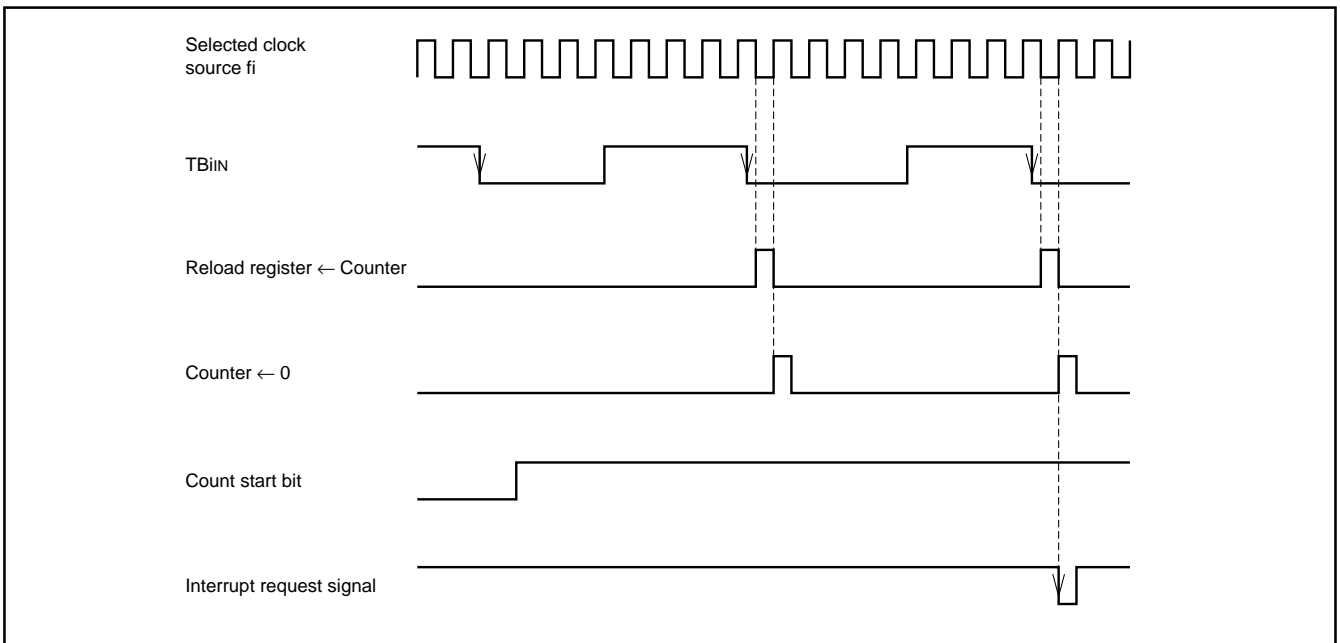 Selected clock
source fi
TBiIN
Reload register ← Counter
Counter ← 0
Count start bit
Interrupt request signal